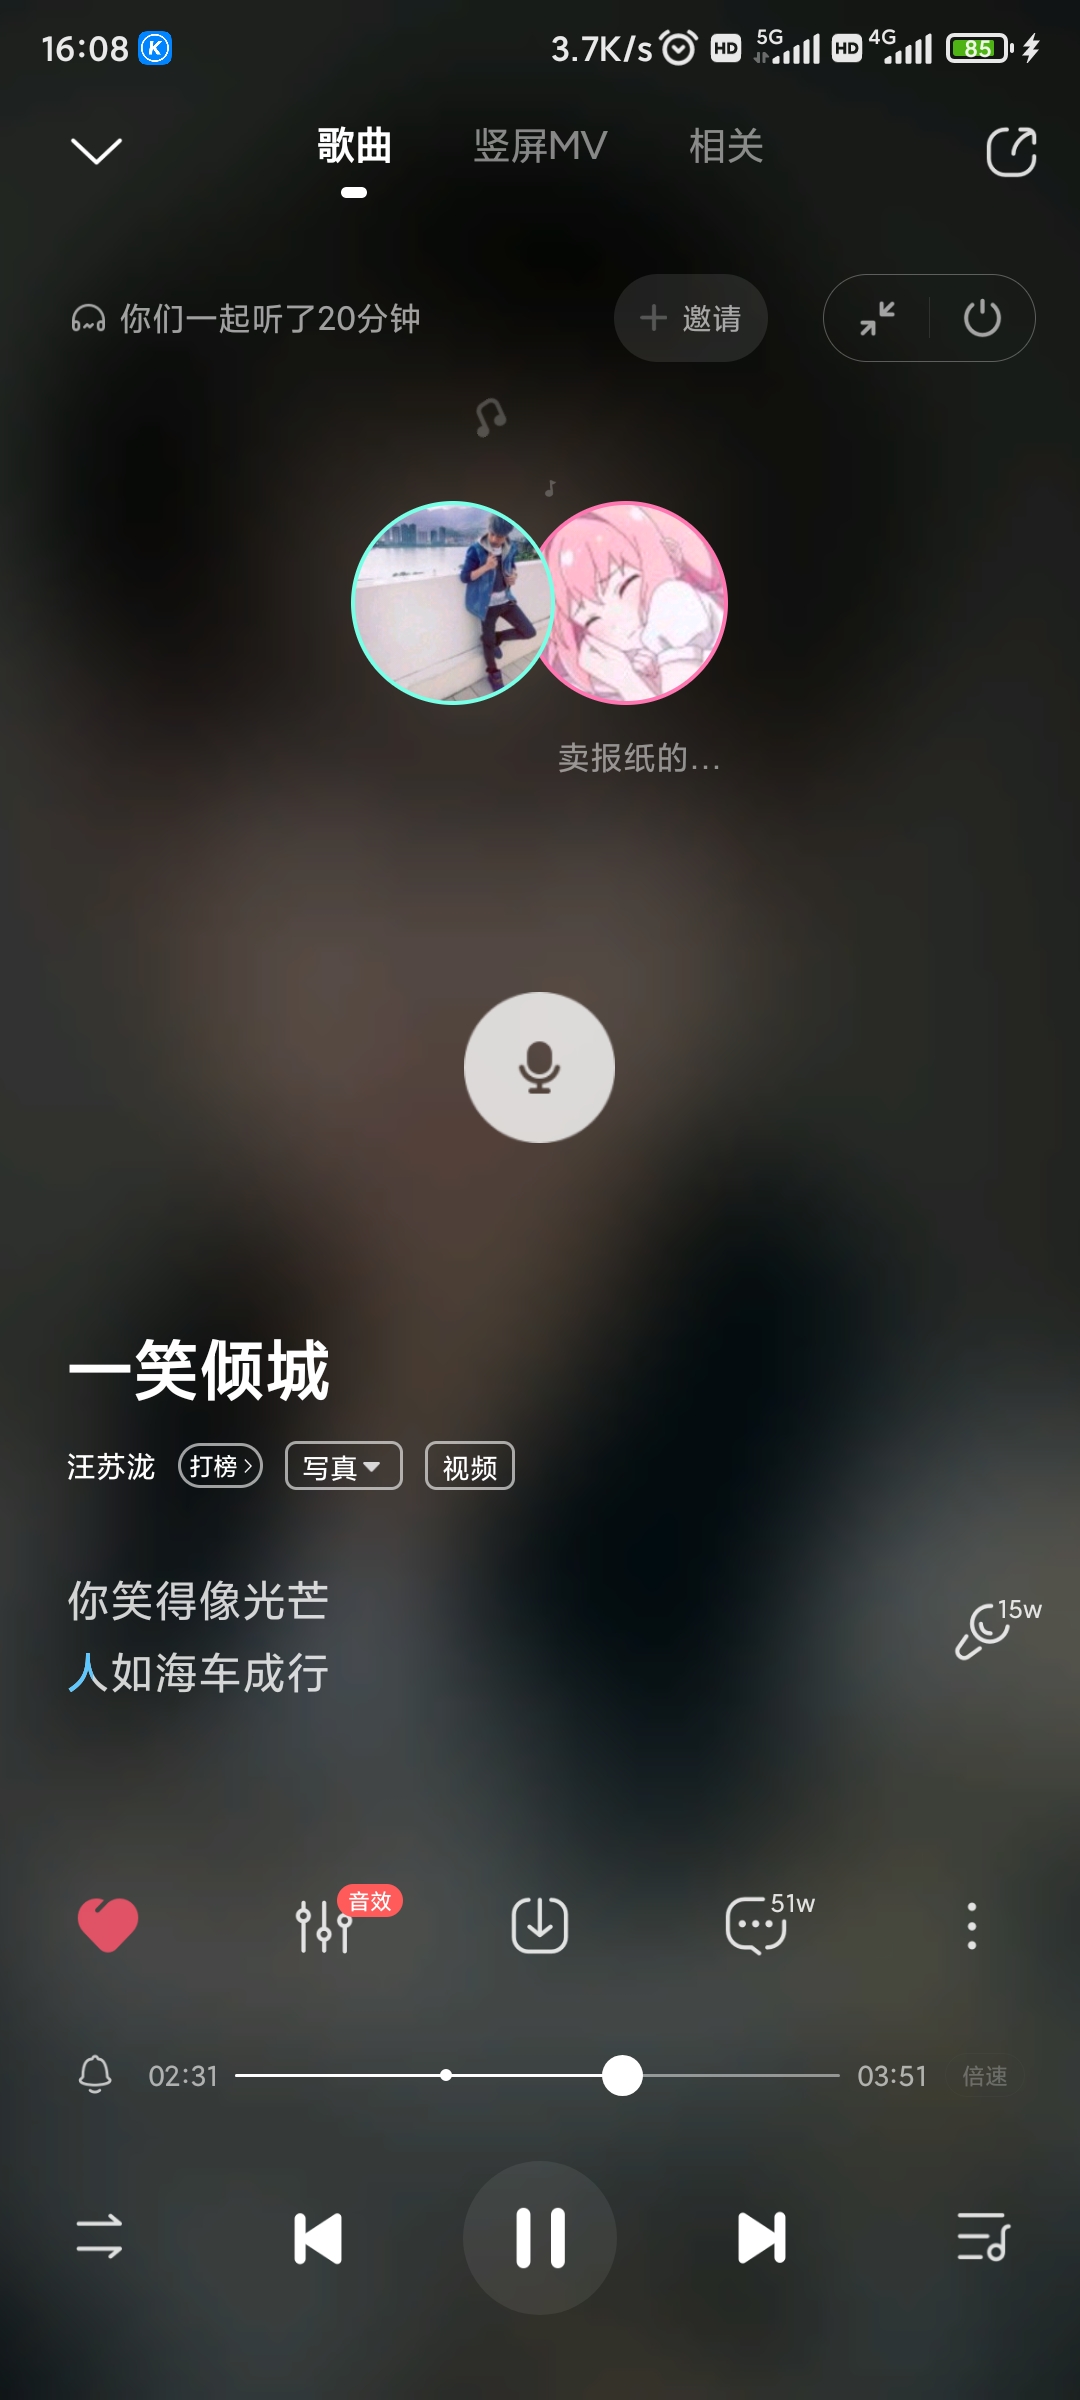 16:08 K 3.7K/s HD 5G HD 4G 85
歌曲 竖屏MV 相关
你们一起听了20分钟 邀请
卖报纸的...
一笑倾城
汪苏泷 打榜 写真 视频
你笑得像光芒
15w
人如海车成行
音效 51w
02:31 03:51 倍速